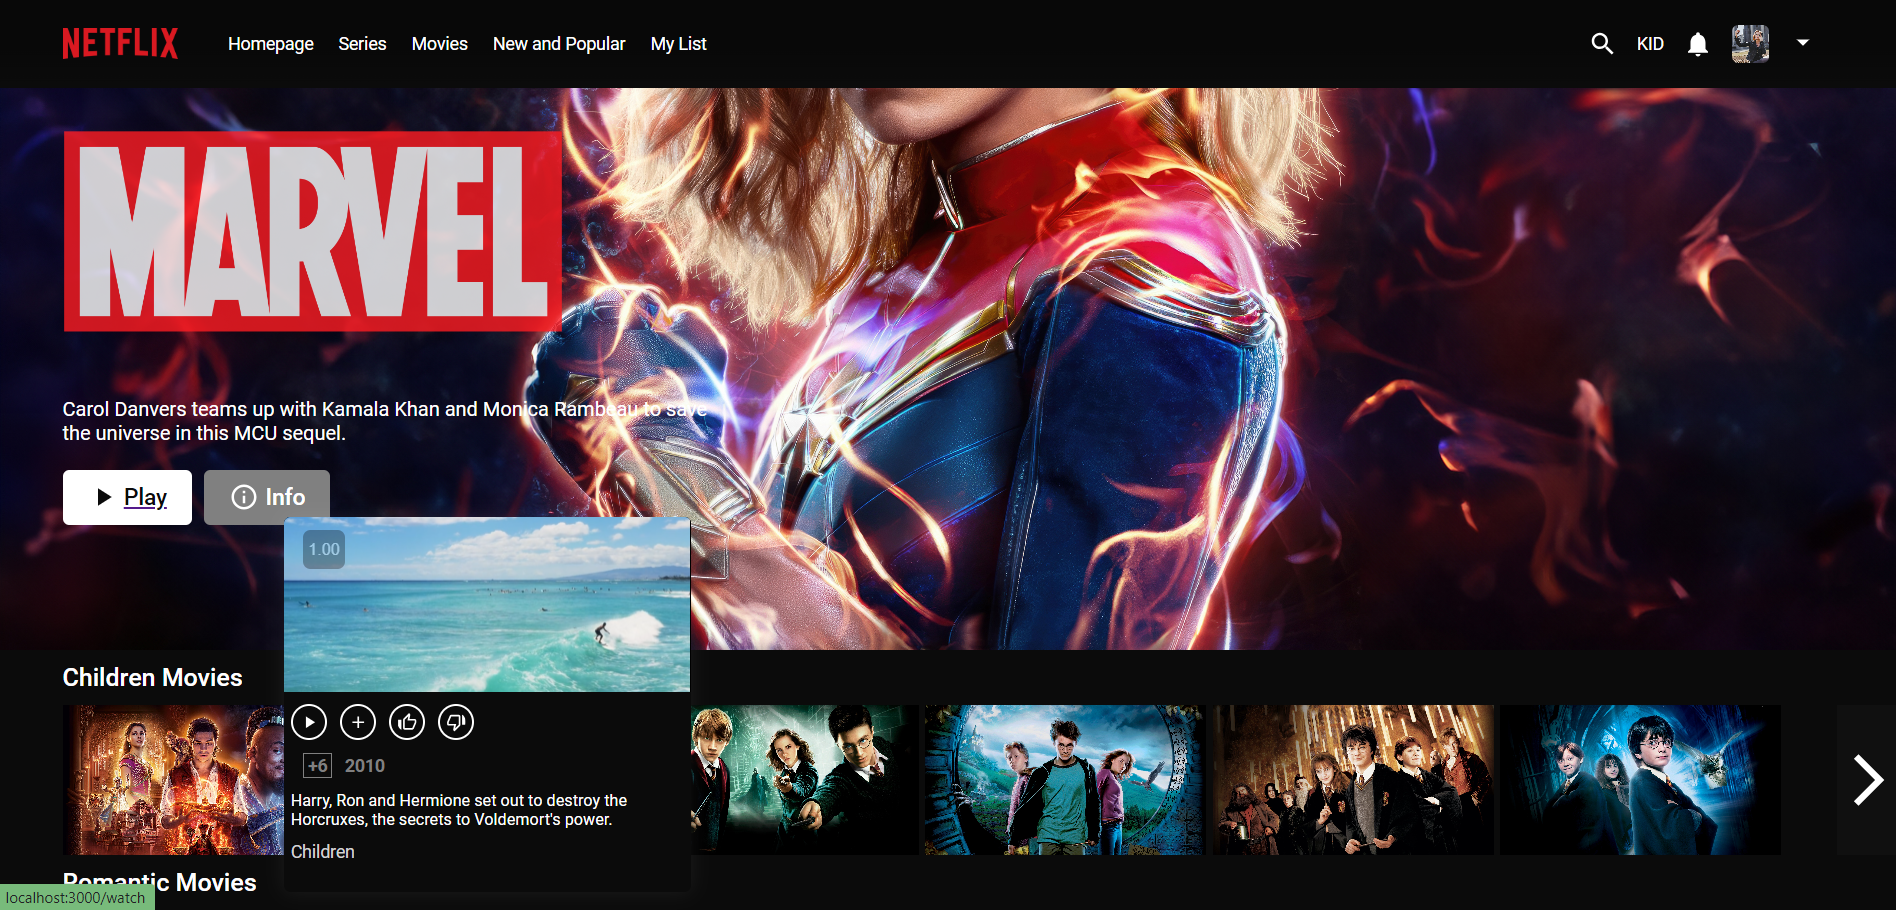 NETFLIX
Homepage
Series
Movies
New and Popular
My List
KID
MARVEL
Carol Danvers teams up with Kamala Khan and Monica Rambeau to save
the universe in this MCU sequel.
Play
Info
1.00
Children Movies
+6 2010
Harry, Ron and Hermione set out to destroy the
Horcruxes, the secrets to Voldemort's power.
Children
Romantic Movies
localhost:3000/watch